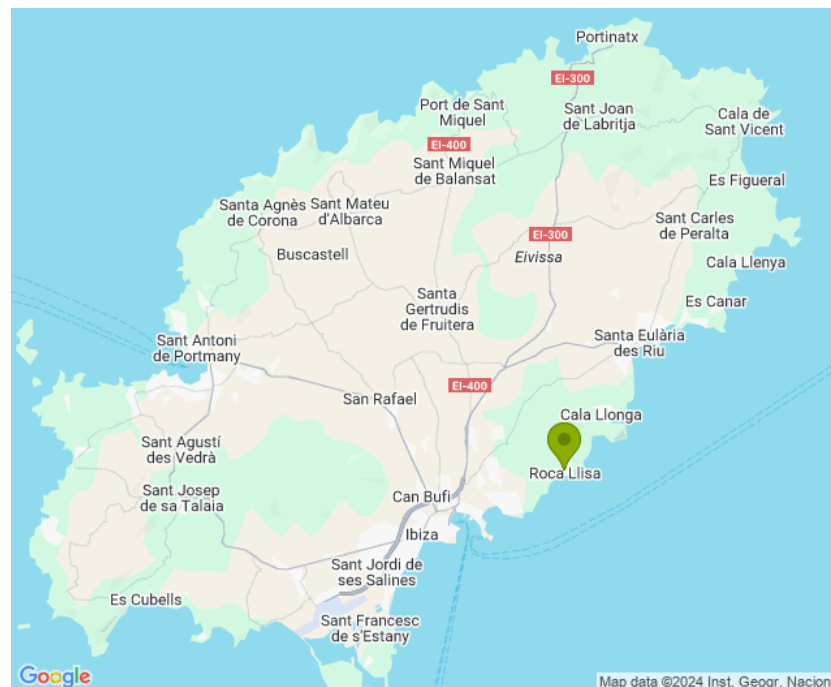 Portinatx
EI-300
Port de Sant
Miquel
Sant Joan
de Labritja
Cala de
Sant Vicent
EI-400
Sant Miquel
de Balansat
Es Figueral
Santa Agnès
de Corona
Sant Mateu
d'Albarca
Sant Carles
de Peralta
EI-300
Buscastell
Eivissa
Cala Llenya
Santa
Gertrudis
de Fruitera
Es Canar
Sant Antoni
de Portmany
Santa Eulària
des Riu
EI-400
San Rafael
Cala Llonga
Sant Agustí
des Vedrà
Roca Llisa
Sant Josep
de sa Talaia
Can Bufi
Ibiza
Sant Jordi de
ses Salines
Es Cubells
Sant Francesc
de s'Estany
Google
Map data ©2024 Inst. Geogr. Nacion